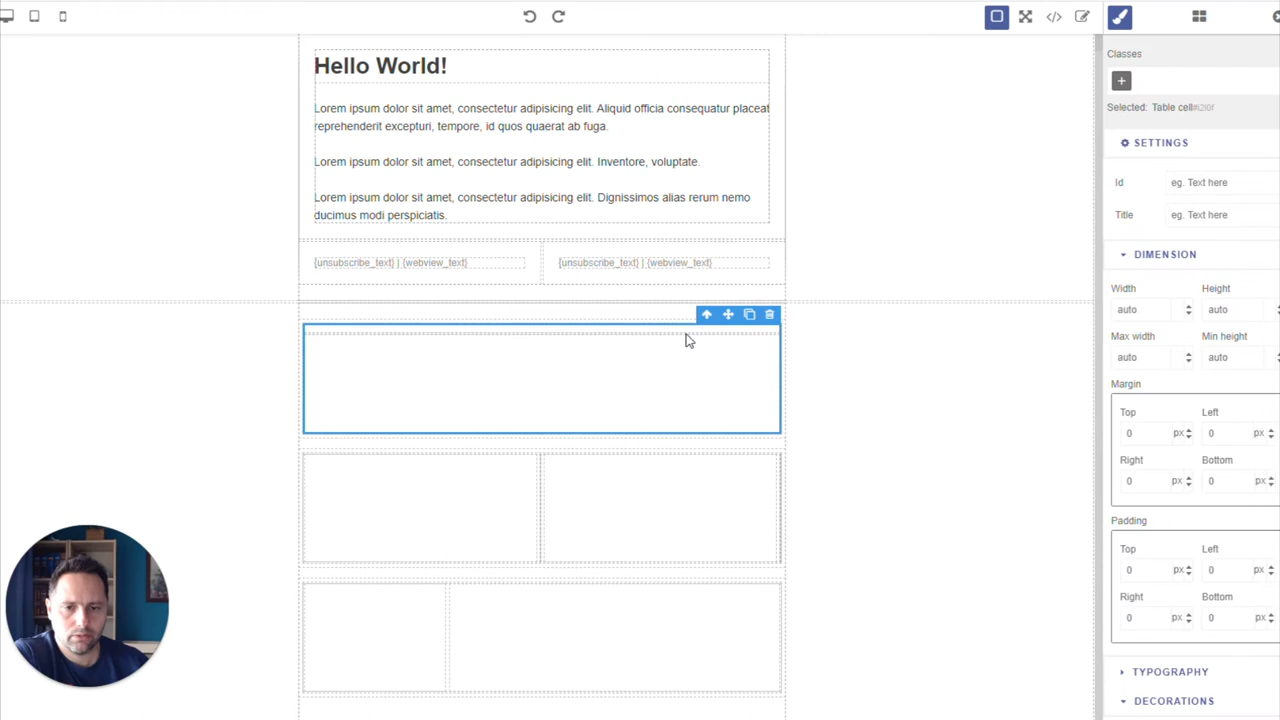 Classes
+
Selected: Table cell#i2l0f
SETTINGS
Id eg. Text here
Title eg. Text here
DIMENSION
Width Height
auto auto
Max width Min height
auto auto
Margin
Top Left
0 px 0 px
Right Bottom
0 px 0 px
Padding
Top Left
0 px 0 px
Right Bottom
0 px 0 px
TYPOGRAPHY
DECORATIONS
Hello World!
Lorem ipsum dolor sit amet, consectetur adipisicing elit. Aliquid officia consequatur placeat
reprehenderit excepturi, tempore, id quos quaerat ab fuga.
Lorem ipsum dolor sit amet, consectetur adipisicing elit. Inventore, voluptate.
Lorem ipsum dolor sit amet, consectetur adipisicing elit. Dignissimos alias rerum nemo
ducimus modi perspiciatis.
{unsubscribe_text} | {webview_text} {unsubscribe_text} | {webview_text}